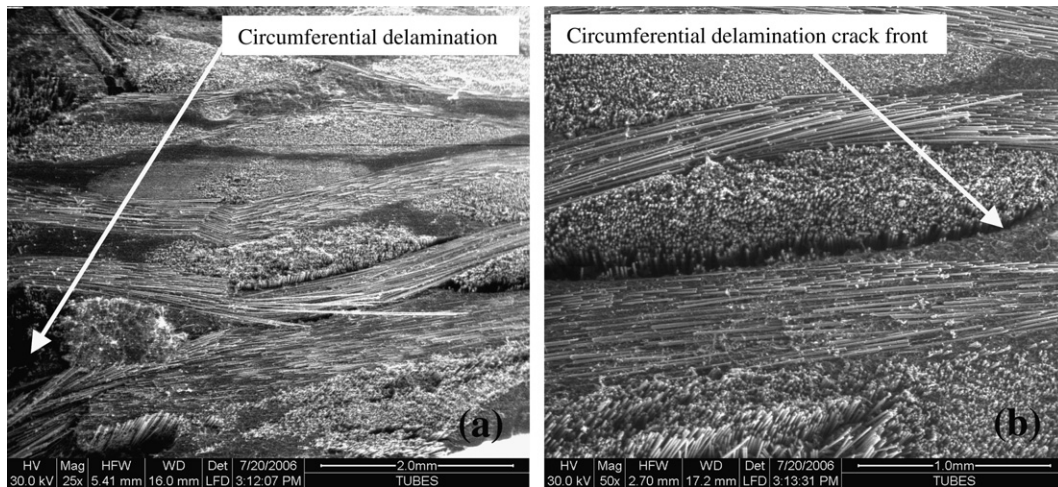 Circumferential delamination
(a)
HV Mag HFW WD Det 7/20/2006 2.0mm
30.0 kV 25x 5.41 mm 16.0 mm LFD 3:12:07 PM TUBES
Circumferential delamination crack front
(b)
HV Mag HFW WD Det 7/20/2006 1.0mm
30.0 kV 50x 2.70 mm 17.2 mm LFD 3:13:31 PM TUBES